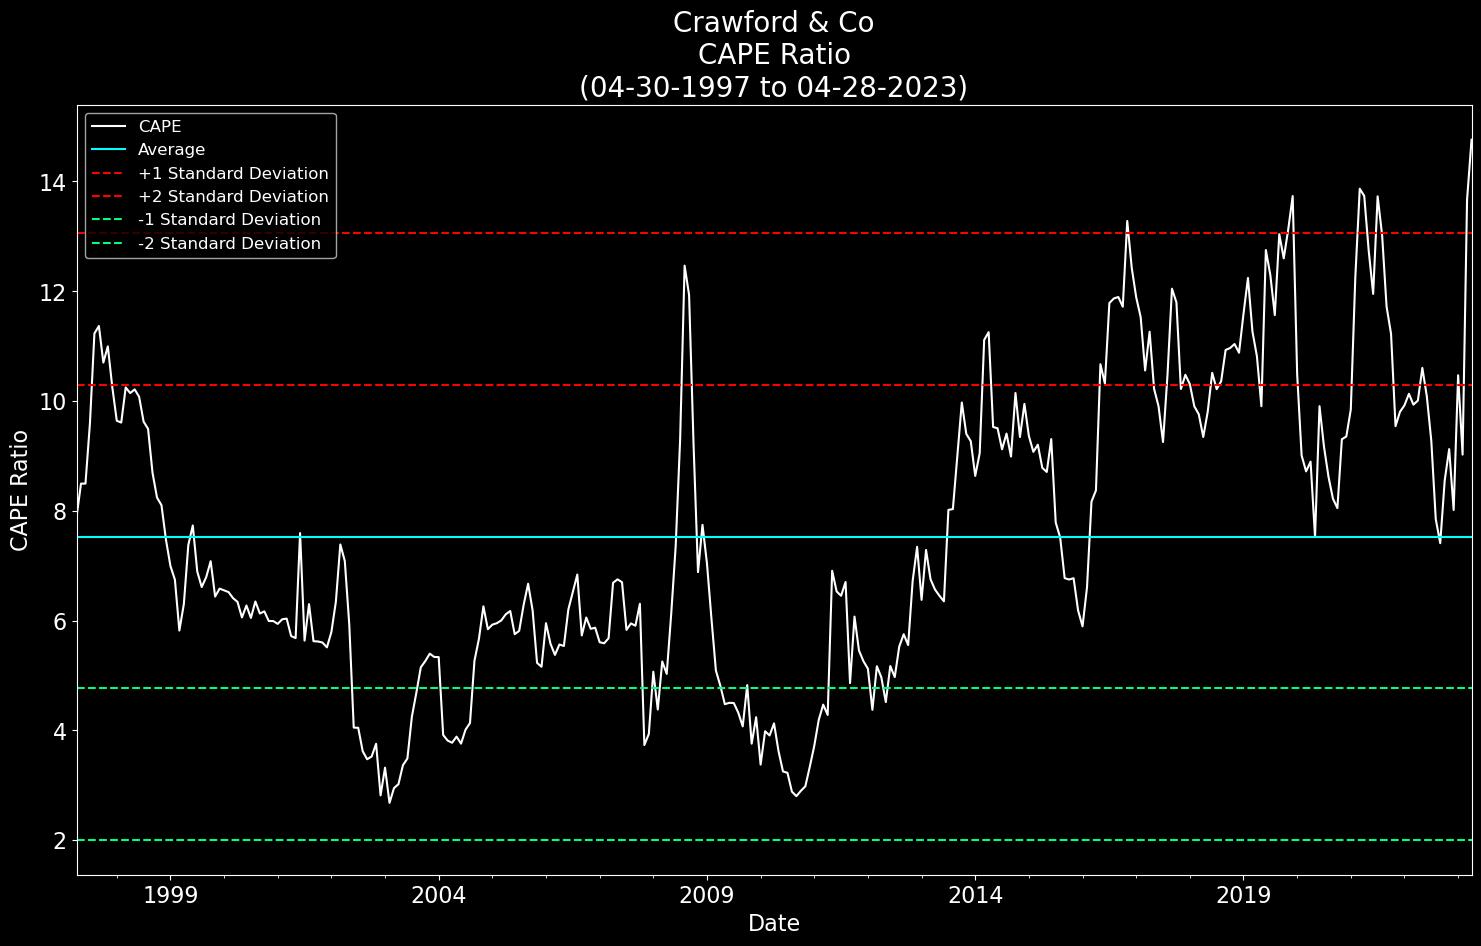 Crawford & Co
CAPE Ratio
(04-30-1997 to 04-28-2023)
CAPE
Average
+1 Standard Deviation
+2 Standard Deviation
-1 Standard Deviation
-2 Standard Deviation
14
12
10
8
6
4
2
CAPE Ratio
1999 2004 2009 2014 2019
Date